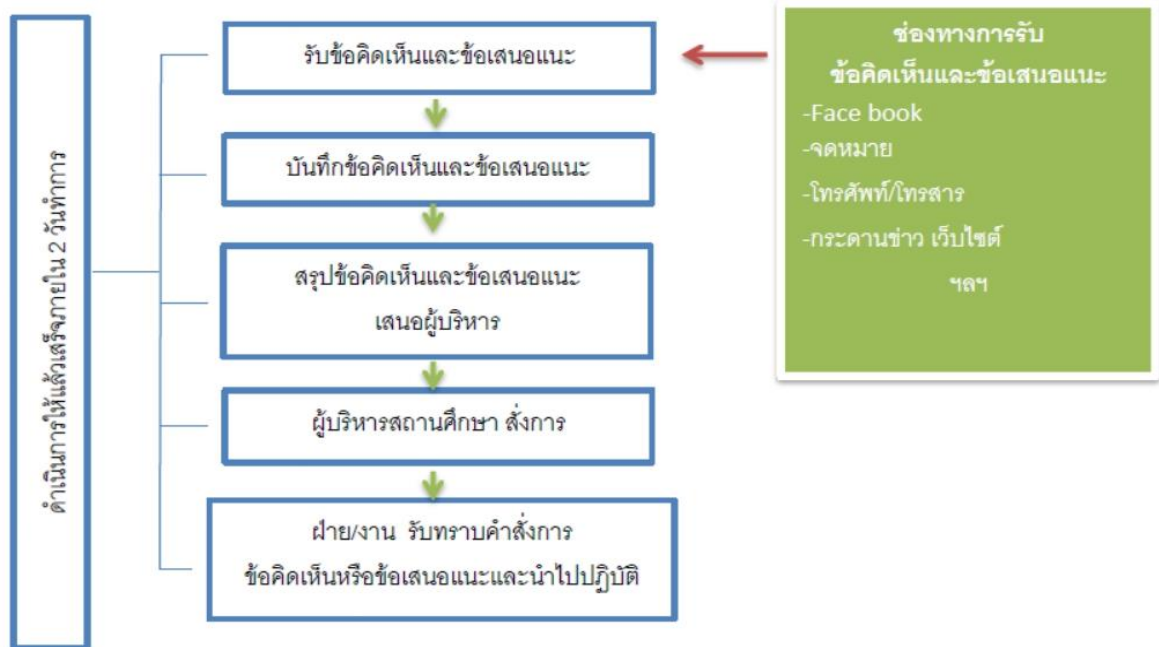 ดำเนินการให้แล้วเสร็จภายใน 2 วันทำการ
รับข้อคิดเห็นและข้อเสนอแนะ
บันทึกข้อคิดเห็นและข้อเสนอแนะ
สรุปข้อคิดเห็นและข้อเสนอแนะ
เสนอผู้บริหาร
ผู้บริหารสถานศึกษา สั่งการ
ฝ่าย/งาน รับทราบคำสั่งการ
ข้อคิดเห็นหรือข้อเสนอแนะและนำไปปฏิบัติ
ช่องทางการรับ
ข้อคิดเห็นและข้อเสนอแนะ
-Face book
-จดหมาย
-โทรศัพท์/โทรสาร
-กระดานข่าว เว็บไซต์
ฯลฯ